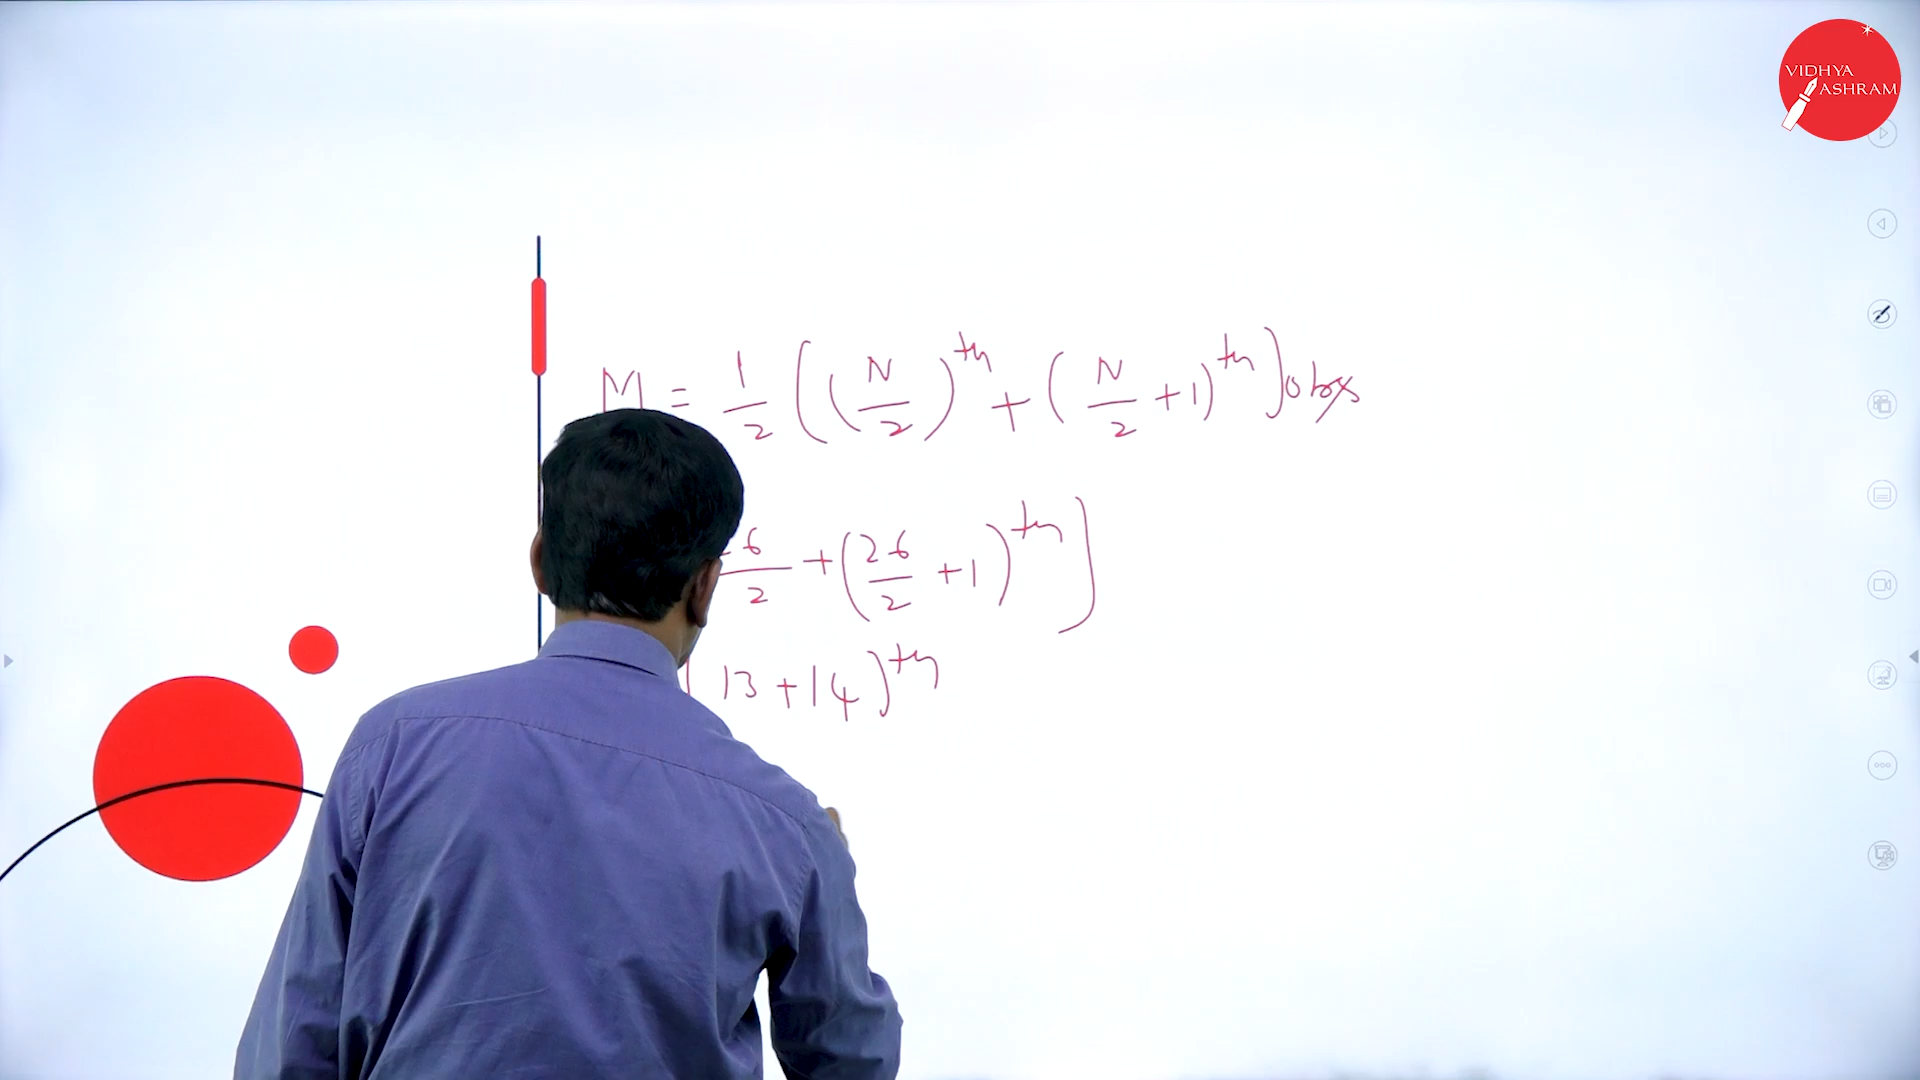 VIDHYA
ASHRAM
M = 1/2 ((N/2)^th + (N/2 + 1)^th) obs
6/2 + (26/2 + 1)^th]
(13 + 14)^th